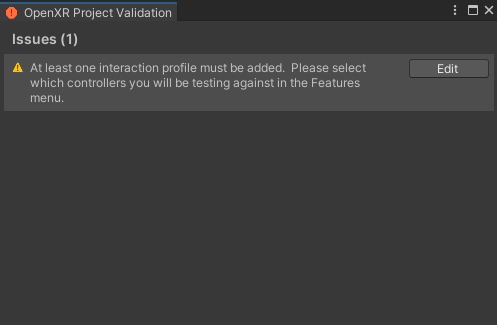 OpenXR Project Validation
Issues (1)
At least one interaction profile must be added.  Please select
which controllers you will be testing against in the Features
menu.
Edit